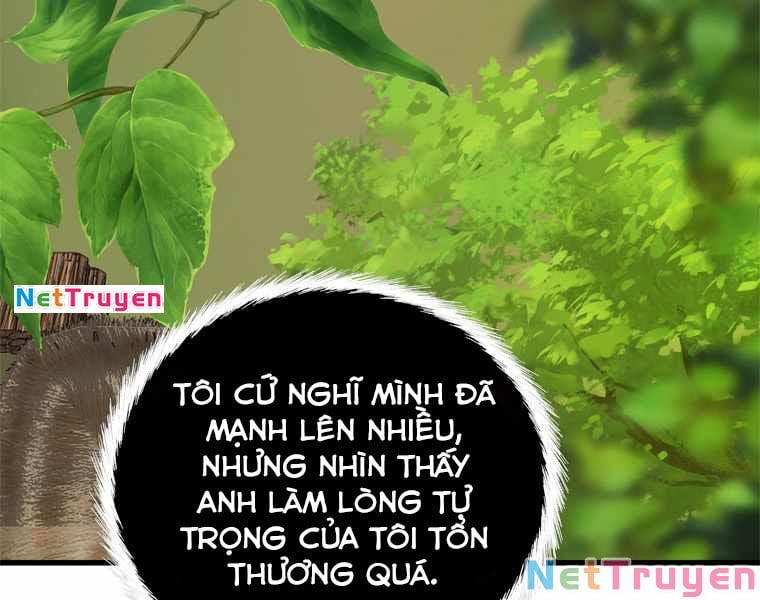 NetTruyen
TÔI CỨ NGHĨ MÌNH ĐÃ
MẠNH LÊN NHIỀU,
NHƯNG NHÌN THẤY
ANH LÀM LÒNG TỰ
TRỌNG CỦA TÔI TỔN
THƯƠNG QUÁ.
NetTruyen